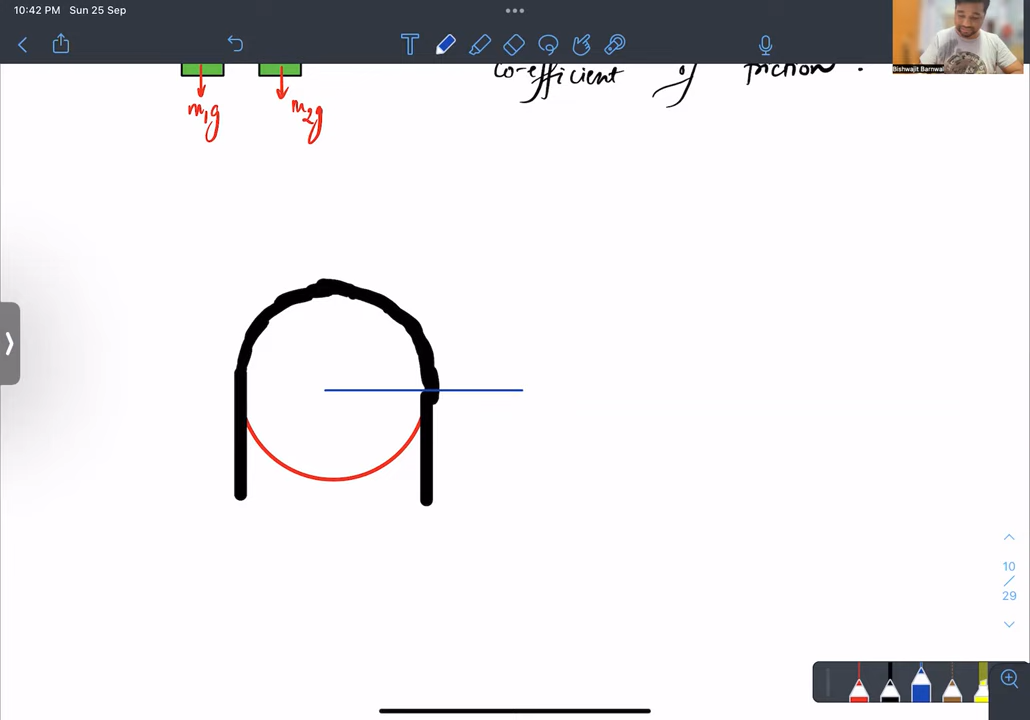 10:42 PM Sun 25 Sep
Bishwajit Barnwal
co-efficient of friction .
m₁g
m₂g
10
/
29